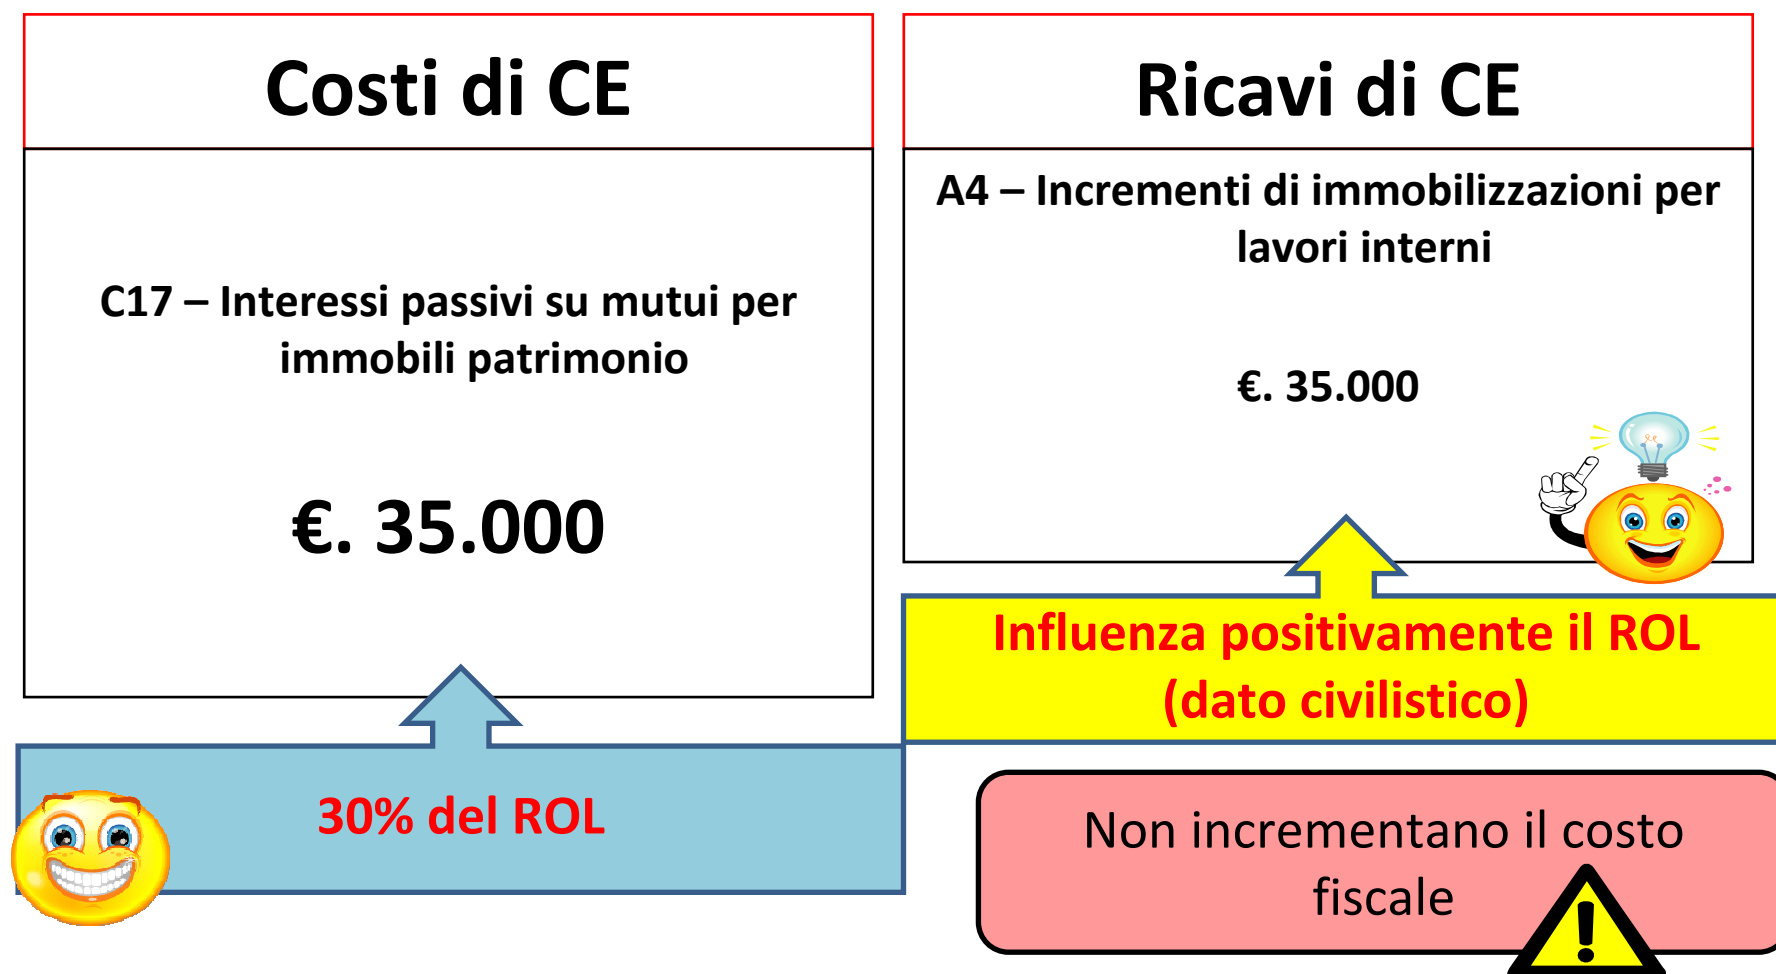 Costi di CE
C17 – Interessi passivi su mutui per
immobili patrimonio
€. 35.000
30% del ROL
Ricavi di CE
A4 – Incrementi di immobilizzazioni per
lavori interni
€. 35.000
Influenza positivamente il ROL
(dato civilistico)
Non incrementano il costo
fiscale
!